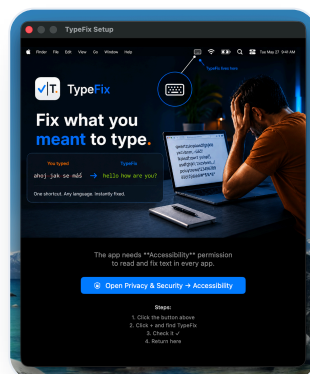 TypeFix Setup
Finder File Edit View Go Window Help
Tue May 27 9:41 AM
TypeFix lives here
T.
TypeFix
Fix what you
meant to type.
You typed
TypeFix
ahoj jak se máš → hello how are you?
One shortcut. Any language. Instantly fixed.
The app needs **Accessibility** permission
to read and fix text in every app.
Open Privacy & Security → Accessibility
Steps:
1. Click the button above
2. Click + and find TypeFix
3. Check it ✓
4. Return here